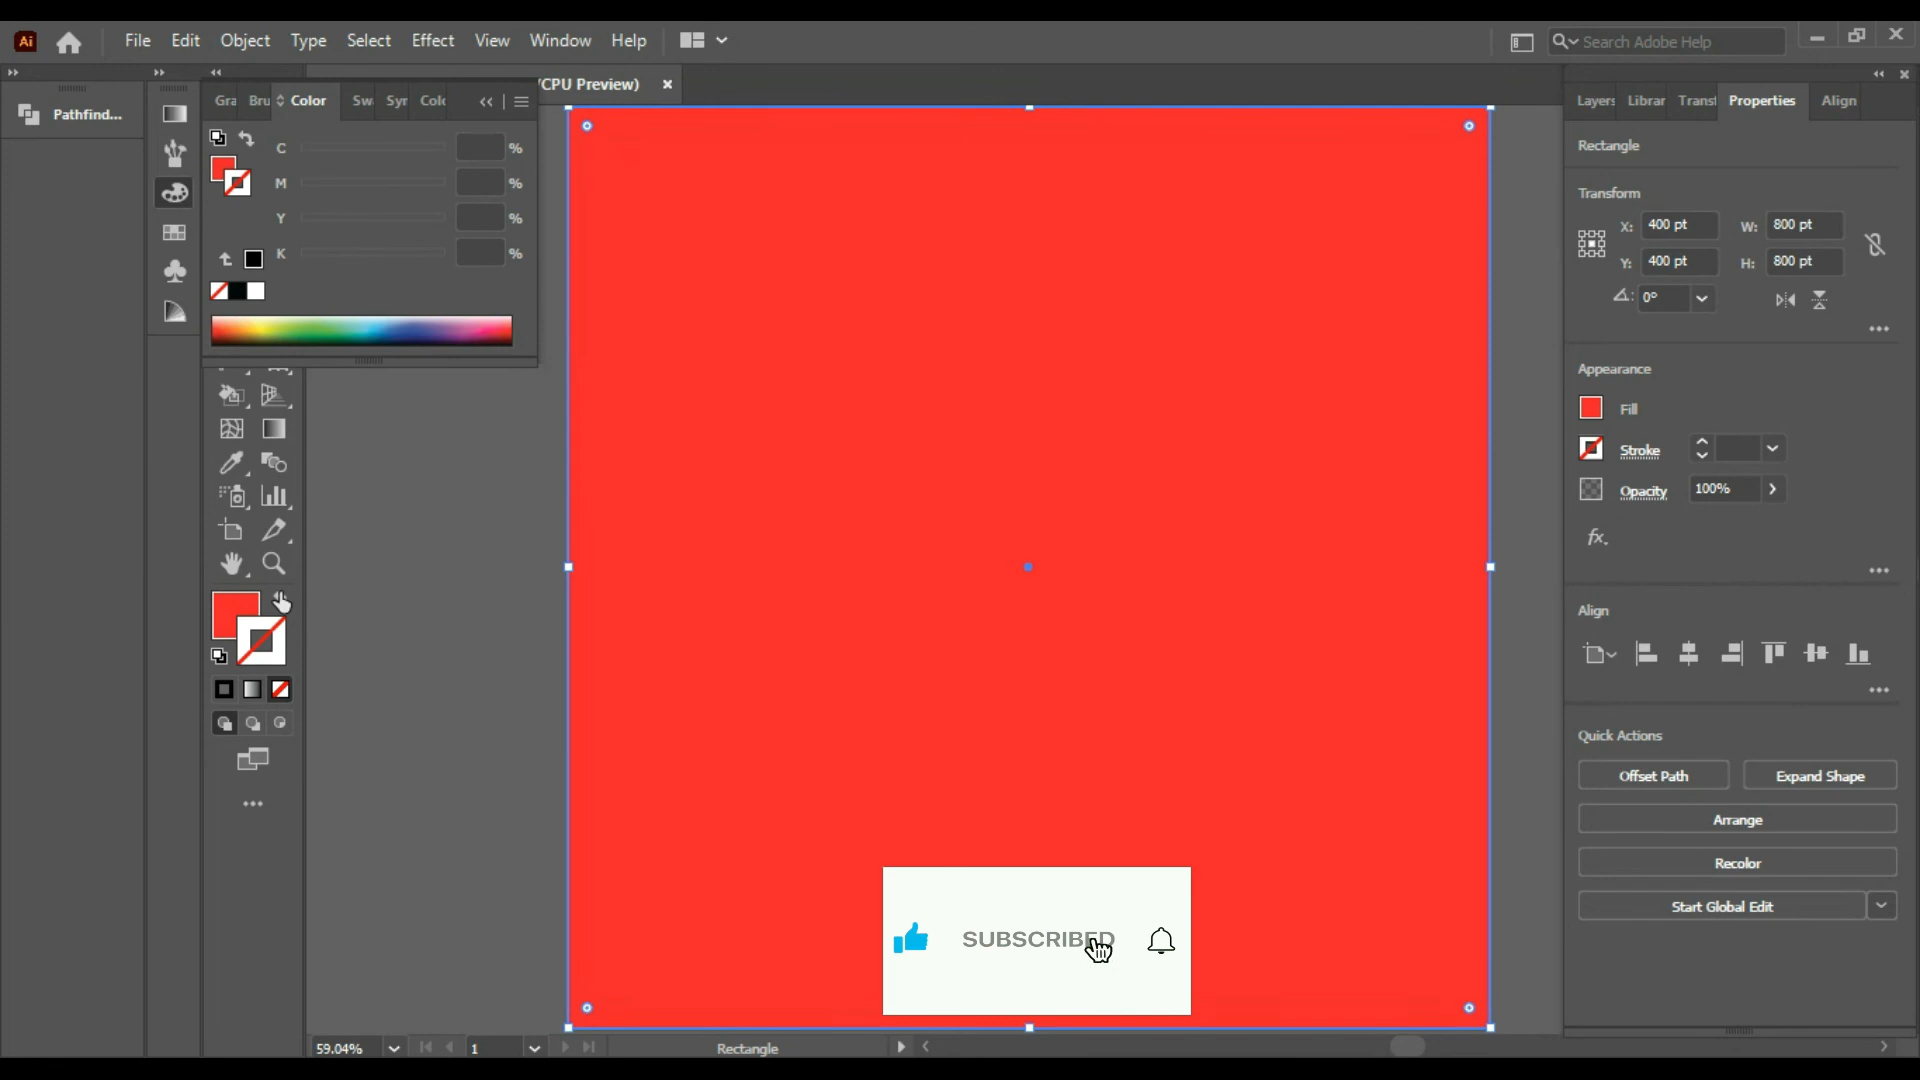 Ai File Edit Object Type Select Effect View Window Help Search Adobe Help
Pathfind...
Gra Bru Color Swa Syr Colo
(CPU Preview)
C %
M %
Y %
K %
Layers Librar Transf Properties Align
Rectangle
Transform
X: 400 pt W: 800 pt
Y: 400 pt H: 800 pt
0°
Appearance
Fill
Stroke
Opacity 100%
fx.
Align
Quick Actions
Offset Path Expand Shape
Arrange
Recolor
Start Global Edit
SUBSCRIBED
59.04% 1 Rectangle